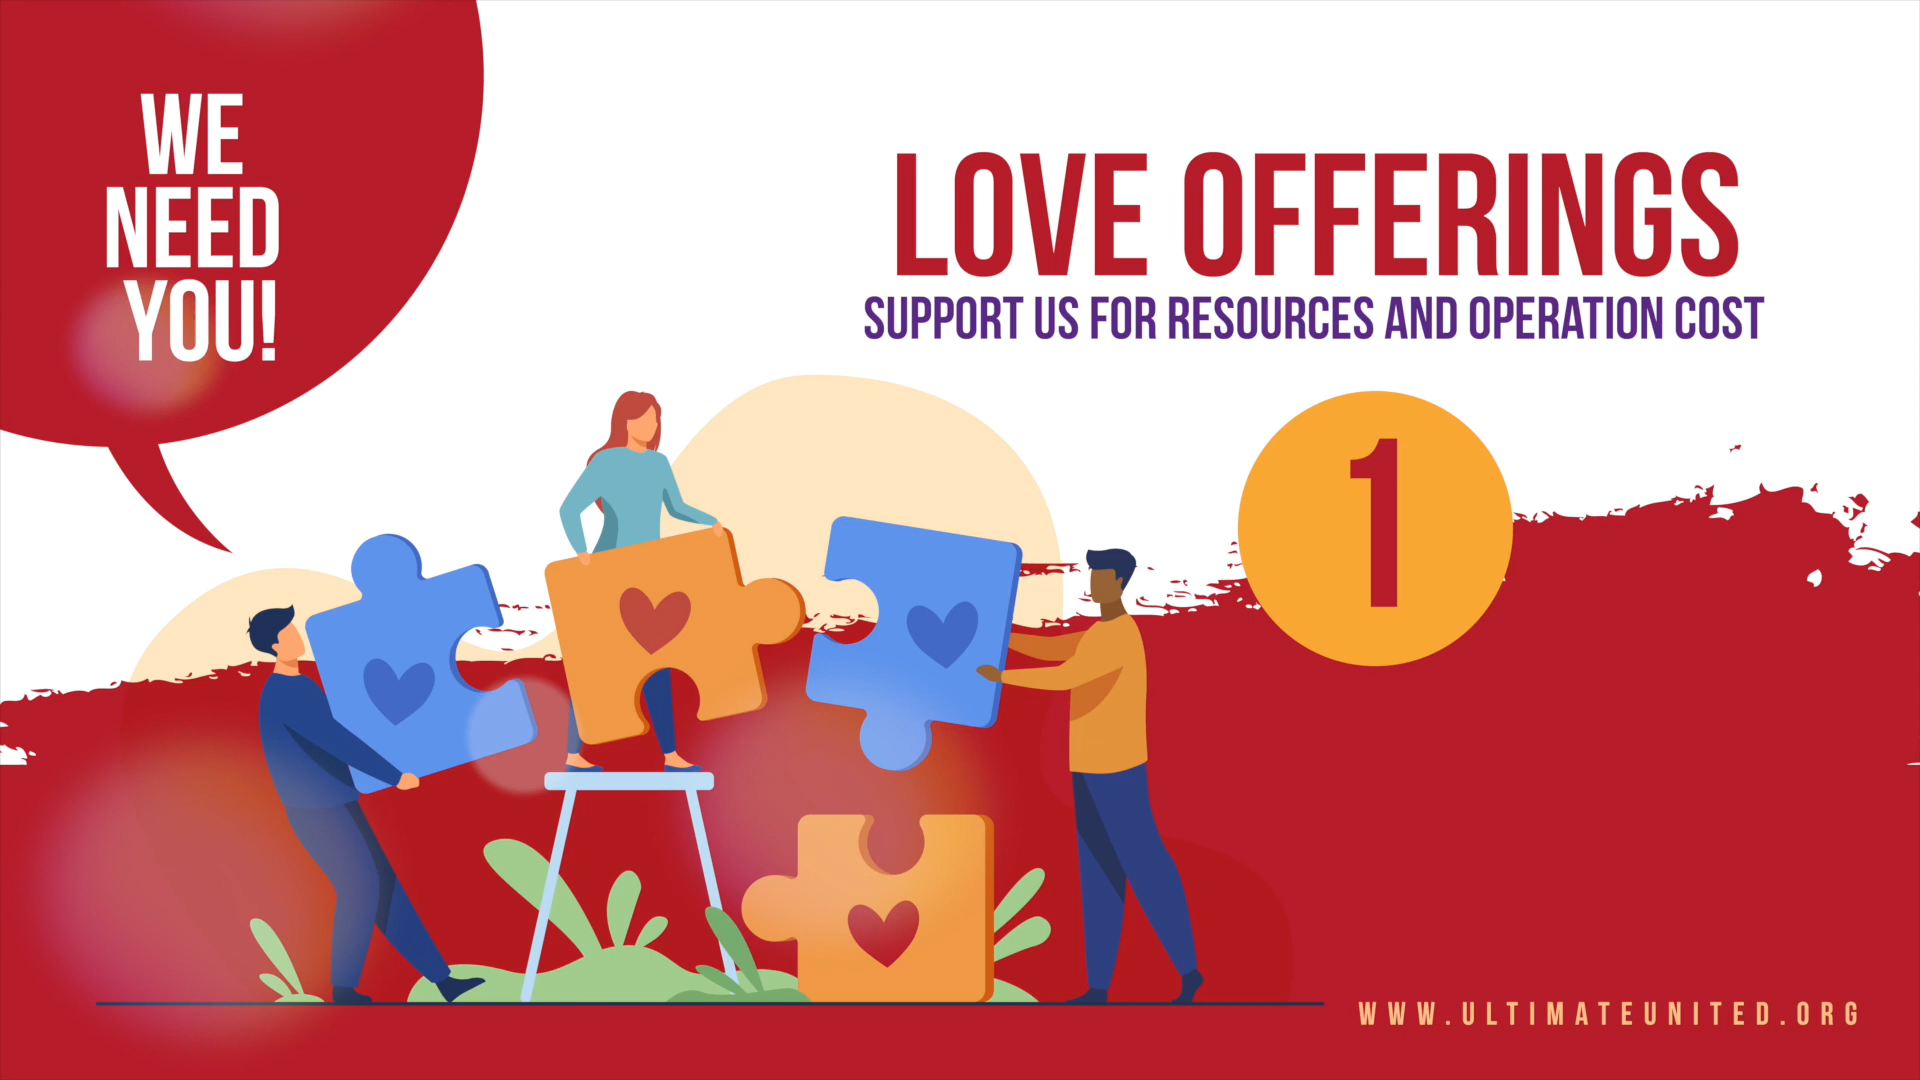 WE
NEED
YOU!
LOVE OFFERINGS
SUPPORT US FOR RESOURCES AND OPERATION COST
1
WWW.ULTIMATEUNITED.ORG